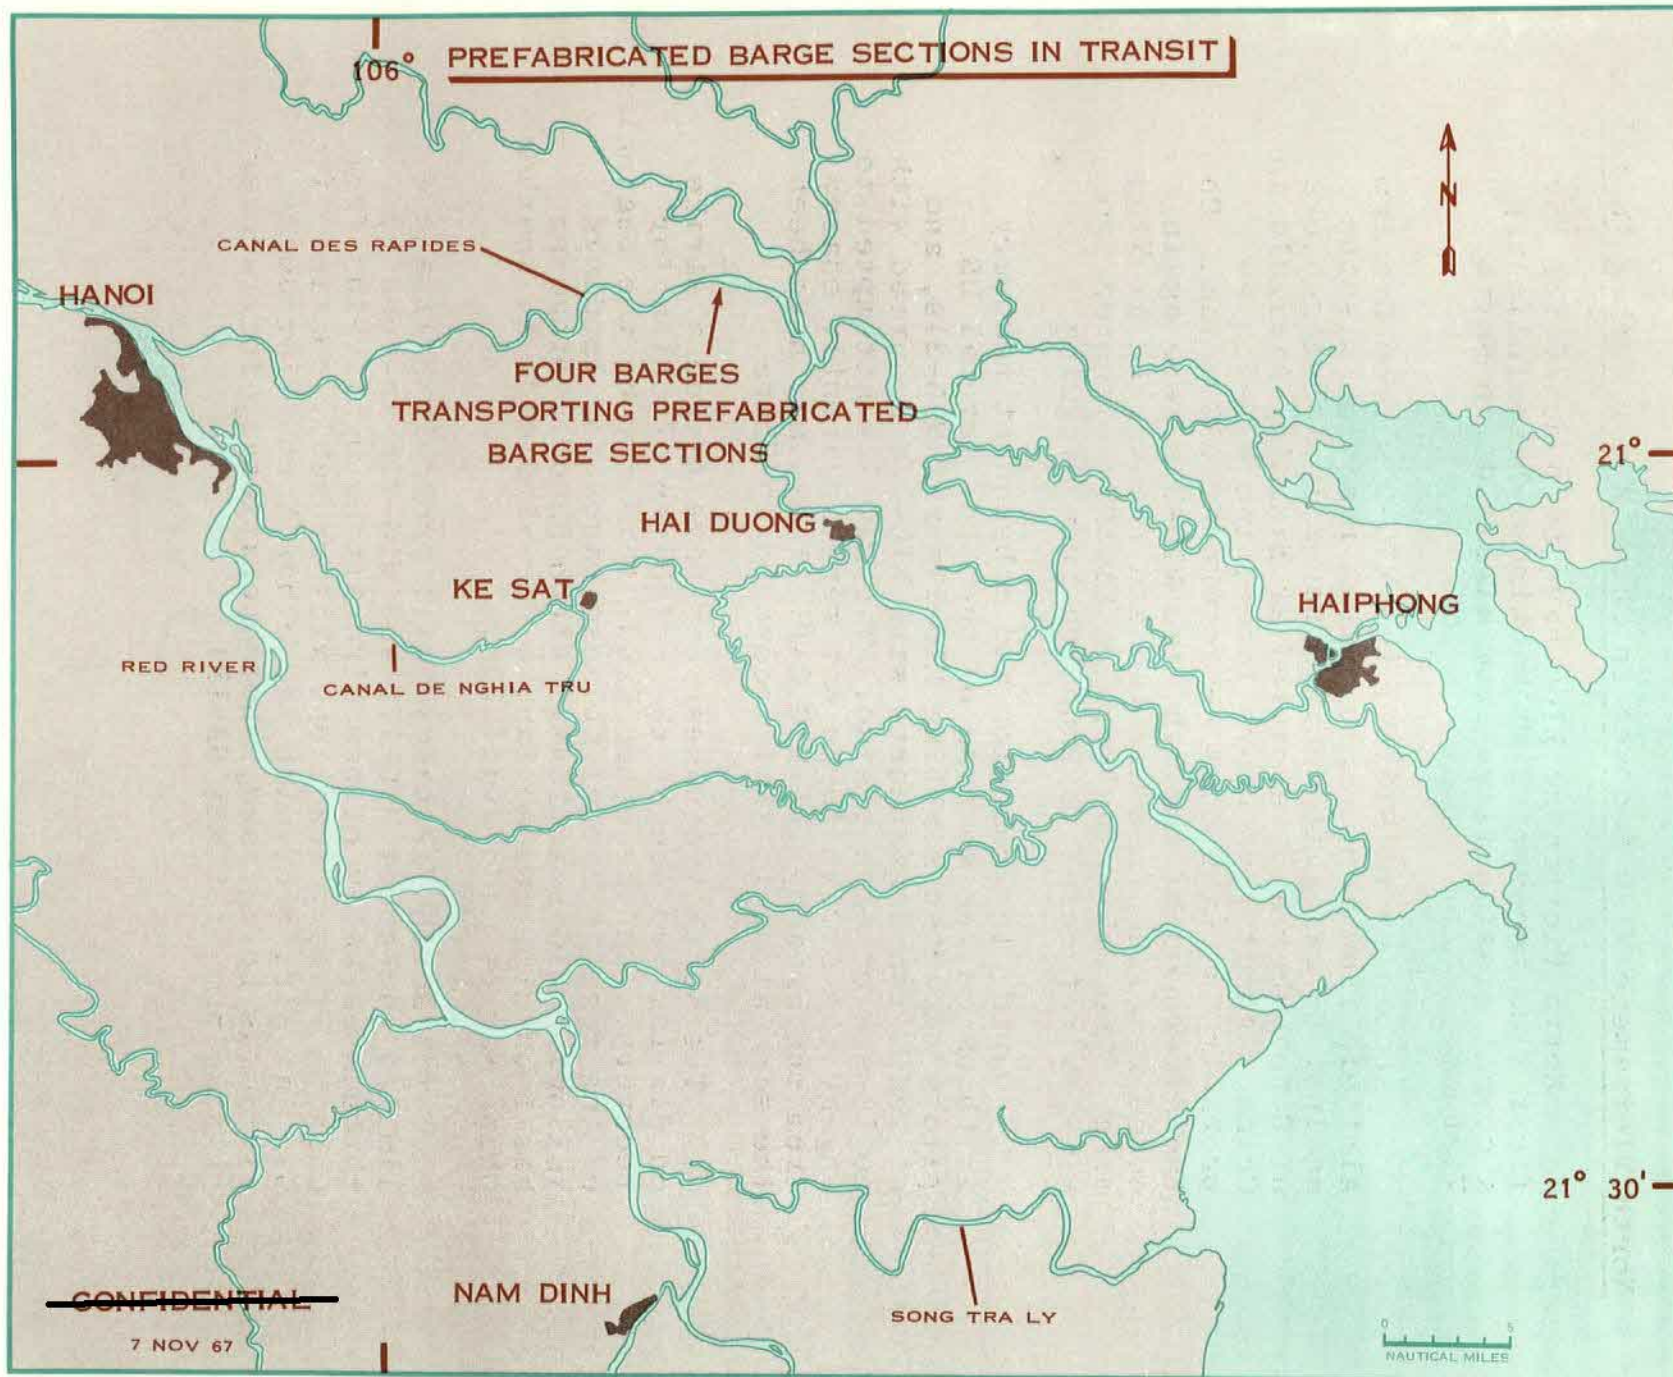 106° PREFABRICATED BARGE SECTIONS IN TRANSIT
N
CANAL DES RAPIDES
HANOI
FOUR BARGES
TRANSPORTING PREFABRICATED
BARGE SECTIONS
21°
HAI DUONG
KE SAT
HAIPHONG
RED RIVER
CANAL DE NGHIA TRU
21° 30'
CONFIDENTIAL
7 NOV 67
NAM DINH
SONG TRA LY
0 5
NAUTICAL MILES